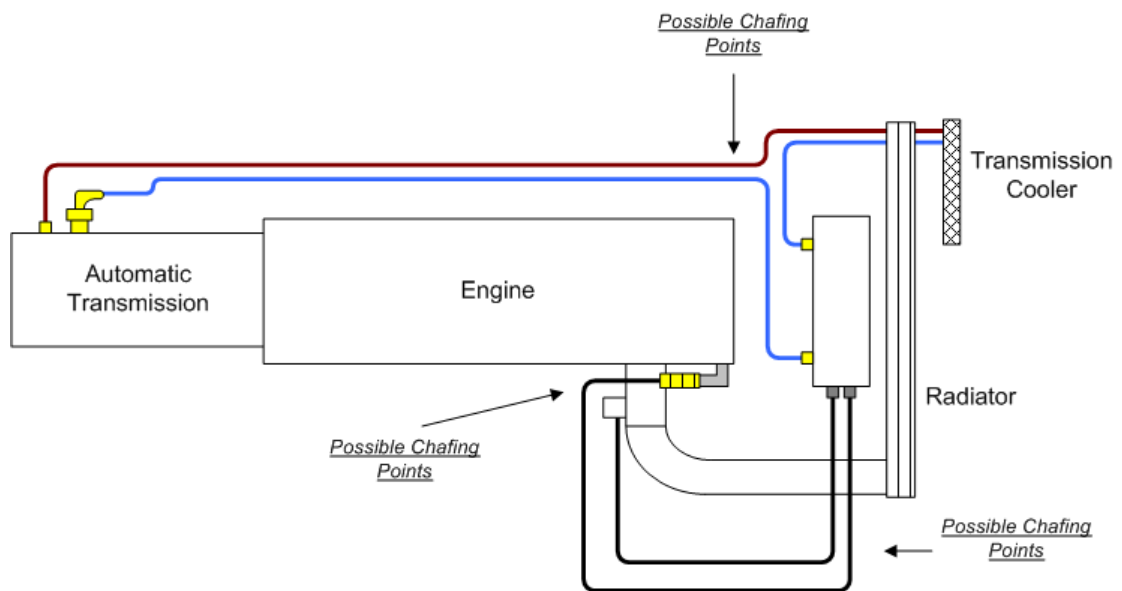 Possible Chafing
Points
Transmission
Cooler
Automatic
Transmission
Engine
Radiator
Possible Chafing
Points
Possible Chafing
Points